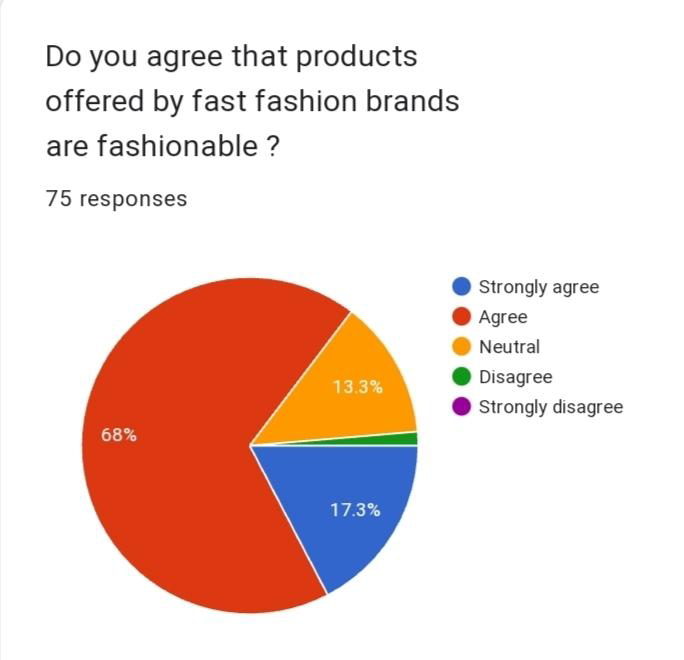 Do you agree that products
offered by fast fashion brands
are fashionable ?
75 responses
Strongly agree
Agree
Neutral
Disagree
Strongly disagree
13.3%
68%
17.3%